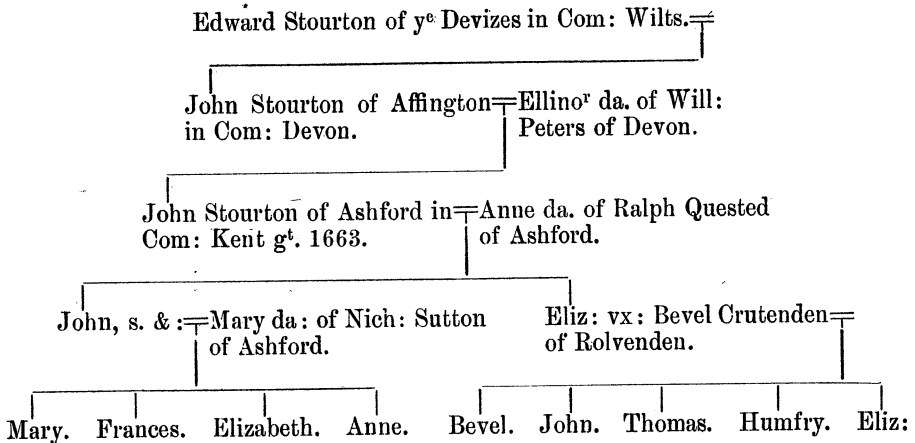 Edward Stourton of yᵉ Devizes in Com: Wilts.
John Stourton of Affington
in Com: Devon.
Ellinoʳ da. of Will:
Peters of Devon.
John Stourton of Ashford in
Com: Kent gᵗ. 1663.
Anne da. of Ralph Quested
of Ashford.
John, s. & :
Mary da: of Nich: Sutton
of Ashford.
Eliz: vx: Bevel Crutenden
of Rolvenden.
Mary. Frances. Elizabeth. Anne. Bevel. John. Thomas. Humfry. Eliz: